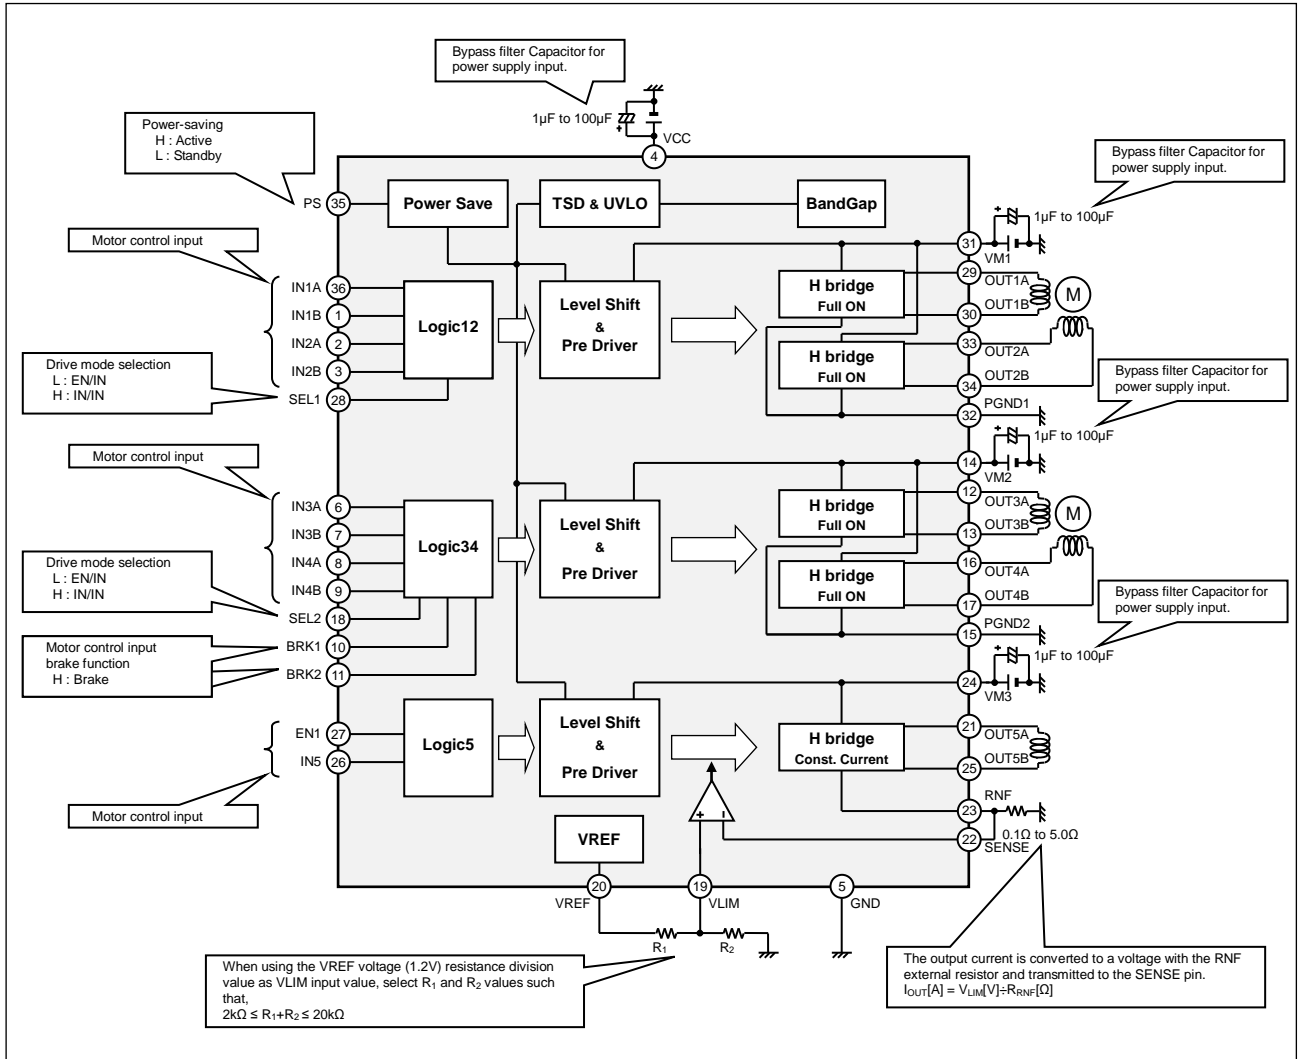 Bypass filter Capacitor for
power supply input.
1µF to 100µF
+
VCC
4
Power-saving
H : Active
L : Standby
Bypass filter Capacitor for
power supply input.
PS
35
Power Save
TSD & UVLO
BandGap
+
1µF to 100µF
31
VM1
Motor control input
IN1A
36
IN1B
1
IN2A
2
IN2B
3
SEL1
28
Logic12
Level Shift
&
Pre Driver
H bridge
Full ON
H bridge
Full ON
29
OUT1A
OUT1B
30
M
33
OUT2A
OUT2B
34
PGND1
32
Drive mode selection
L : EN/IN
H : IN/IN
Bypass filter Capacitor for
power supply input.
+
1µF to 100µF
14
VM2
Motor control input
IN3A
6
IN3B
7
IN4A
8
IN4B
9
SEL2
18
BRK1
10
BRK2
11
Logic34
Level Shift
&
Pre Driver
H bridge
Full ON
H bridge
Full ON
12
OUT3A
OUT3B
13
M
16
OUT4A
OUT4B
17
PGND2
15
Drive mode selection
L : EN/IN
H : IN/IN
Motor control input
brake function
H : Brake
Bypass filter Capacitor for
power supply input.
+
1µF to 100µF
24
VM3
EN1
27
IN5
26
Logic5
Level Shift
&
Pre Driver
H bridge
Const. Current
21
OUT5A
OUT5B
25
Motor control input
RNF
23
0.1Ω to 5.0Ω
22
SENSE
+
−
VREF
20
VREF
19
VLIM
5
GND
R1
R2
When using the VREF voltage (1.2V) resistance division
value as VLIM input value, select R1 and R2 values such
that,
2kΩ ≤ R1+R2 ≤ 20kΩ
The output current is converted to a voltage with the RNF
external resistor and transmitted to the SENSE pin.
IOUT[A] = VLIM[V]÷RRNF[Ω]